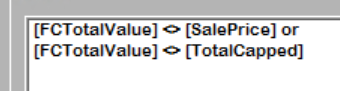 [FCTotalValue] <> [SalePrice] or
[FCTotalValue] <> [TotalCapped]